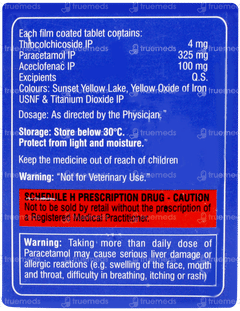 Each film coated tablet contains:
Thiocolchicoside IP 4 mg
Paracetamol IP 325 mg
Aceclofenac IP 100 mg
Excipients Q.S.
Colours: Sunset Yellow Lake, Yellow Oxide of Iron
USNF & Titanium Dioxide IP
Dosage: As directed by the Physician
Storage: Store below 30°C.
Protect from light and moisture.
Keep the medicine out of reach of children
Warning: "Not for Veterinary Use."
SCHEDULE H PRESCRIPTION DRUG - CAUTION
Not to be sold by retail without the prescription of
a Registered Medical Practitioner.
Warning: Taking more than daily dose of
Paracetamol may cause serious liver damage or
allergic reactions (e.g. swelling of the face, mouth
and throat, difficulty in breathing, itching or rash)
truemeds